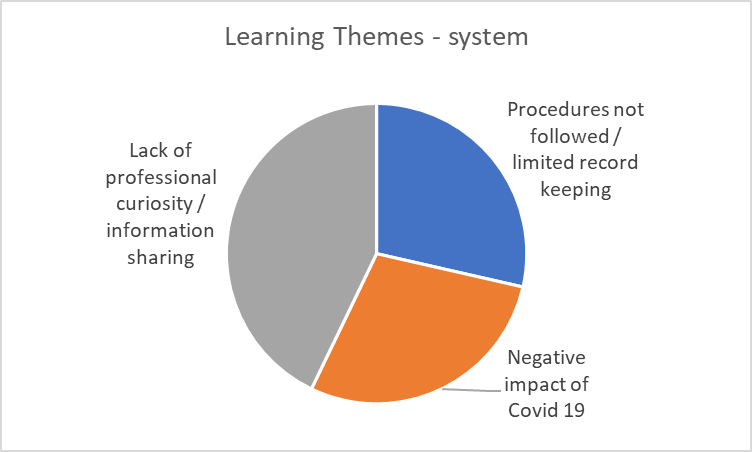 Learning Themes - system
Procedures not
followed /
limited record
keeping
Negative
impact of
Covid 19
Lack of
professional
curiosity /
information
sharing